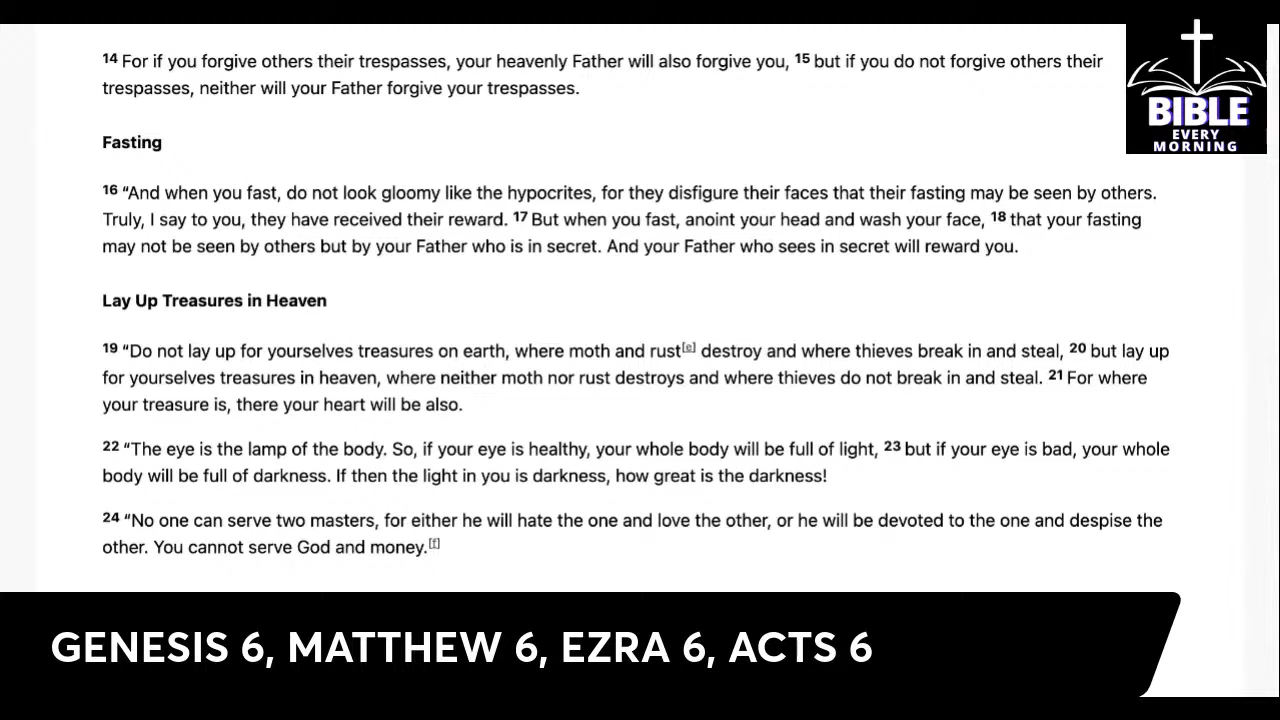 14 For if you forgive others their trespasses, your heavenly Father will also forgive you, 15 but if you do not forgive others their
trespasses, neither will your Father forgive your trespasses.
BIBLE
EVERY
MORNING
Fasting
16 “And when you fast, do not look gloomy like the hypocrites, for they disfigure their faces that their fasting may be seen by others.
Truly, I say to you, they have received their reward. 17 But when you fast, anoint your head and wash your face, 18 that your fasting
may not be seen by others but by your Father who is in secret. And your Father who sees in secret will reward you.
Lay Up Treasures in Heaven
19 “Do not lay up for yourselves treasures on earth, where moth and rust[e] destroy and where thieves break in and steal, 20 but lay up
for yourselves treasures in heaven, where neither moth nor rust destroys and where thieves do not break in and steal. 21 For where
your treasure is, there your heart will be also.
22 “The eye is the lamp of the body. So, if your eye is healthy, your whole body will be full of light, 23 but if your eye is bad, your whole
body will be full of darkness. If then the light in you is darkness, how great is the darkness!
24 “No one can serve two masters, for either he will hate the one and love the other, or he will be devoted to the one and despise the
other. You cannot serve God and money.[f]
GENESIS 6, MATTHEW 6, EZRA 6, ACTS 6